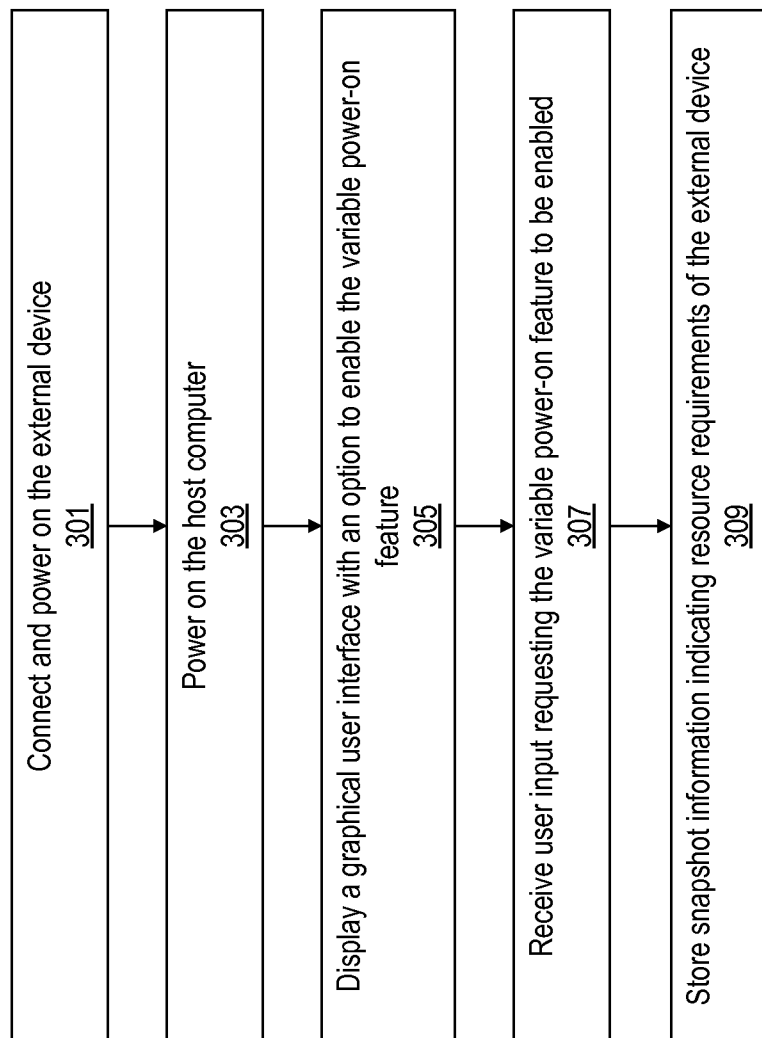 Connect and power on the external device
301
Power on the host computer
303
Display a graphical user interface with an option to enable the variable power-on
feature
305
Receive user input requesting the variable power-on feature to be enabled
307
Store snapshot information indicating resource requirements of the external device
309